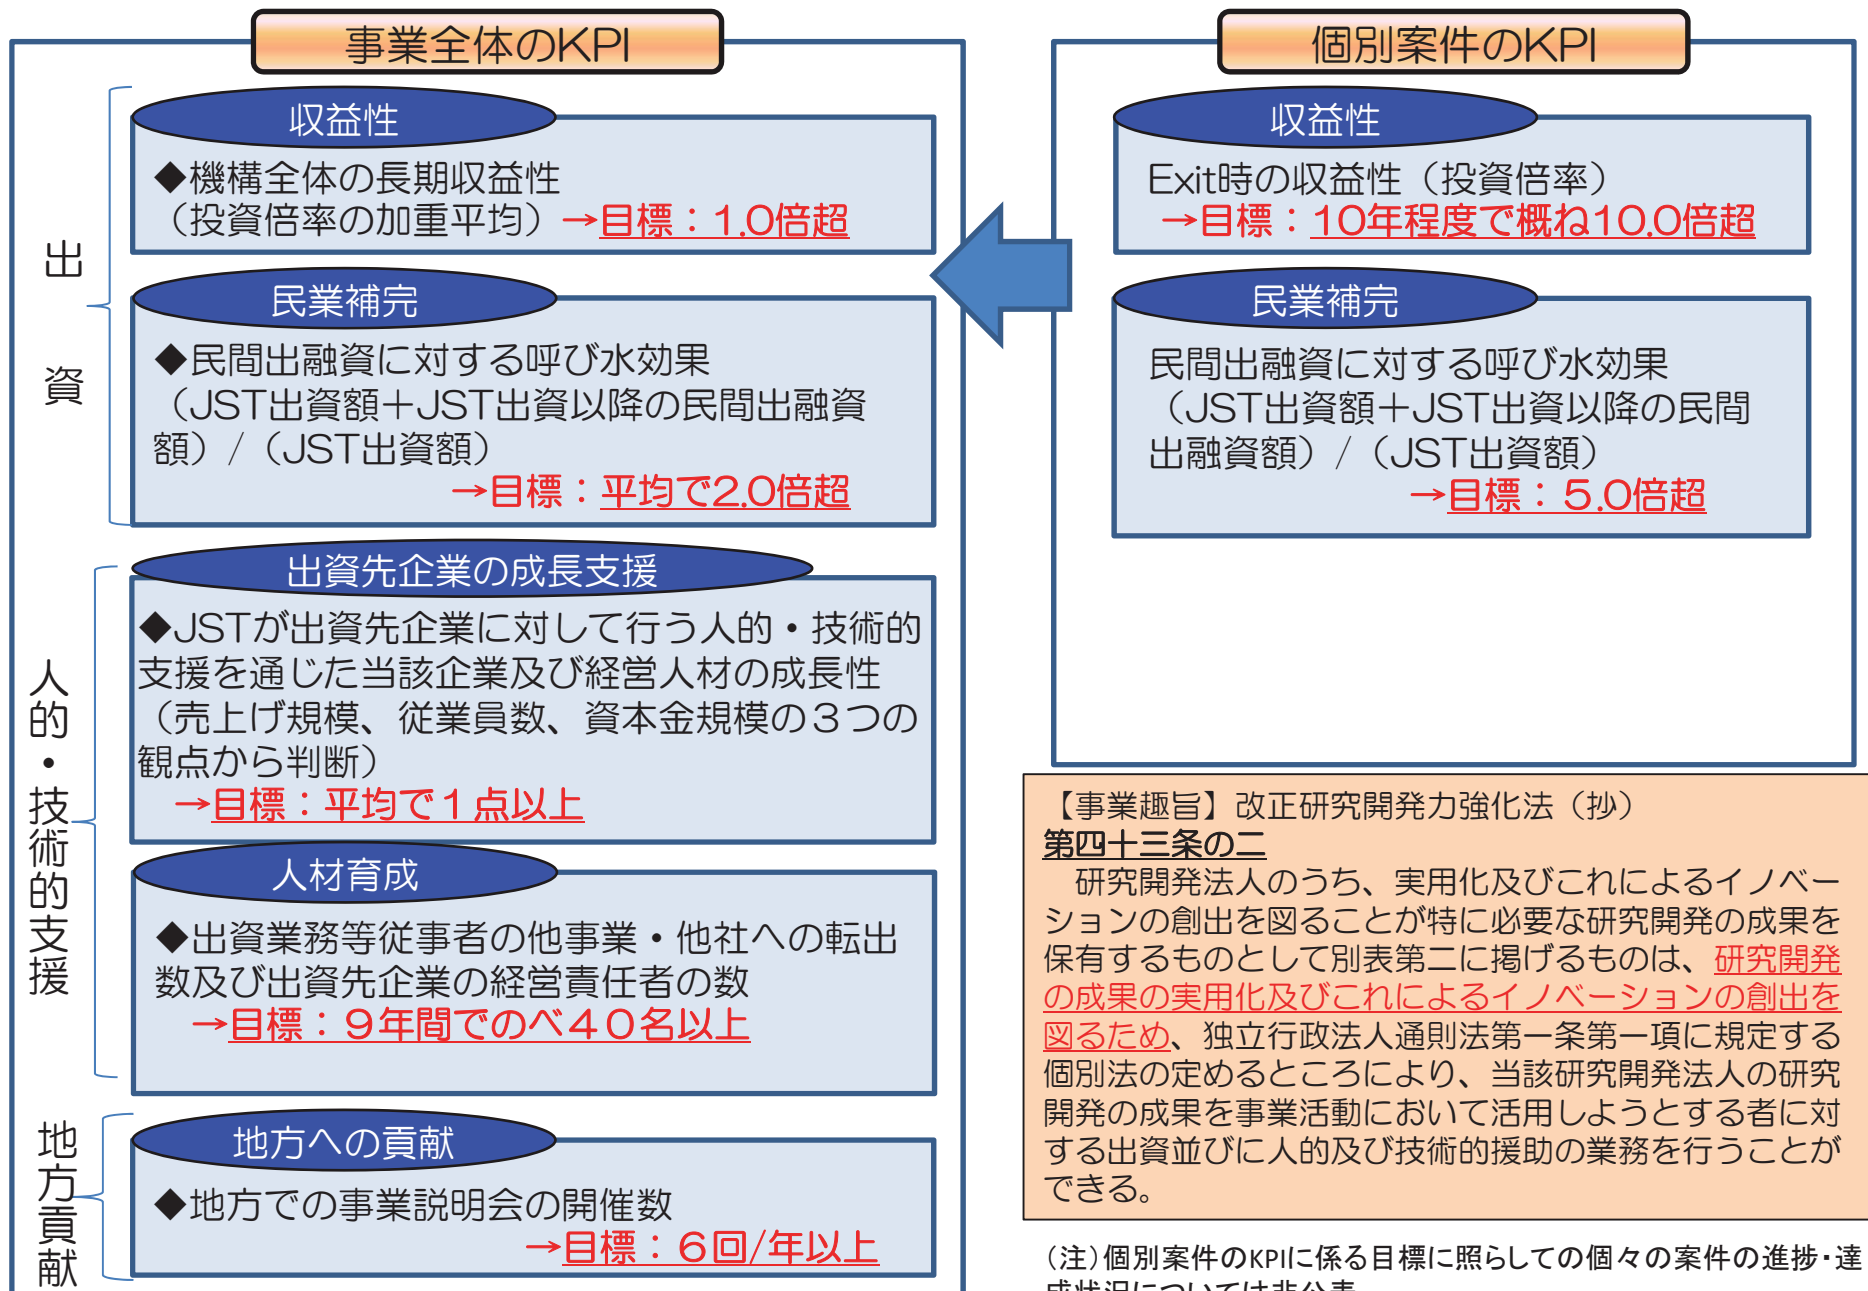 事業全体のKPI
出資
収益性
◆機構全体の長期収益性
（投資倍率の加重平均）→目標：1.0倍超
民業補完
◆民間出融資に対する呼び水効果
（JST出資額＋JST出資以降の民間出融資
額）/（JST出資額）
→目標：平均で2.0倍超
人的・技術的支援
出資先企業の成長支援
◆JSTが出資先企業に対して行う人的・技術的
支援を通じた当該企業及び経営人材の成長性
（売上げ規模、従業員数、資本金規模の３つの
観点から判断）
→目標：平均で１点以上
人材育成
◆出資業務等従事者の他事業・他社への転出
数及び出資先企業の経営責任者の数
→目標：９年間でのべ４０名以上
地方貢献
地方への貢献
◆地方での事業説明会の開催数
→目標：６回/年以上
個別案件のKPI
収益性
Exit時の収益性（投資倍率）
→目標：10年程度で概ね10.0倍超
民業補完
民間出融資に対する呼び水効果
（JST出資額＋JST出資以降の民間
出融資額）/（JST出資額）
→目標：５.0倍超
【事業趣旨】改正研究開発力強化法（抄）
第四十三条の二
研究開発法人のうち、実用化及びこれによるイノベー
ションの創出を図ることが特に必要な研究開発の成果を
保有するものとして別表第二に掲げるものは、研究開発
の成果の実用化及びこれによるイノベーションの創出を
図るため、独立行政法人通則法第一条第一項に規定する
個別法の定めるところにより、当該研究開発法人の研究
開発の成果を事業活動において活用しようとする者に対
する出資並びに人的及び技術的援助の業務を行うことが
できる。
（注）個別案件のKPIに係る目標に照らしての個々の案件の進捗・達
成状況については非公表